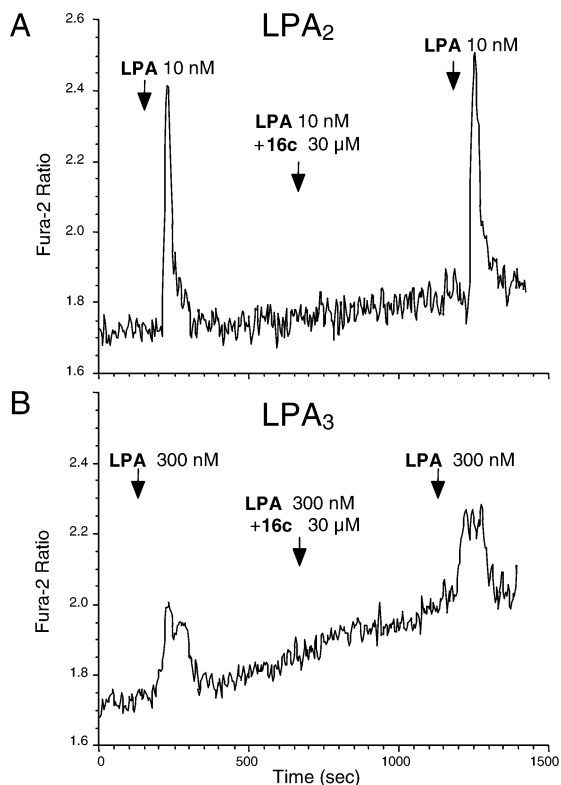 A
LPA₂
2.6
2.4
2.2
2.0
1.8
1.6
Fura-2 Ratio
LPA 10 nM
LPA 10 nM
+16c 30 µM
LPA 10 nM
B
LPA₃
2.4
2.2
2.0
1.8
1.6
Fura-2 Ratio
LPA 300 nM
LPA 300 nM
+16c 30 µM
LPA 300 nM
0
500
1000
1500
Time (sec)